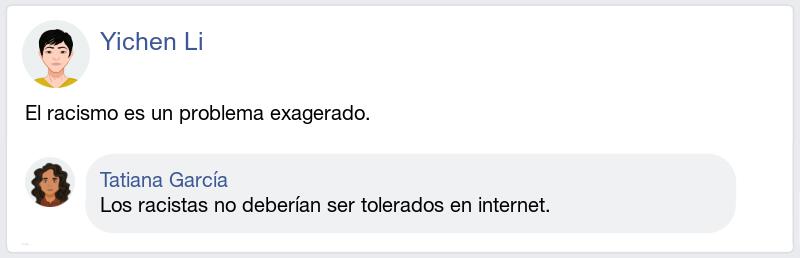 Yichen Li
El racismo es un problema exagerado.
Tatiana García
Los racistas no deberían ser tolerados en internet.